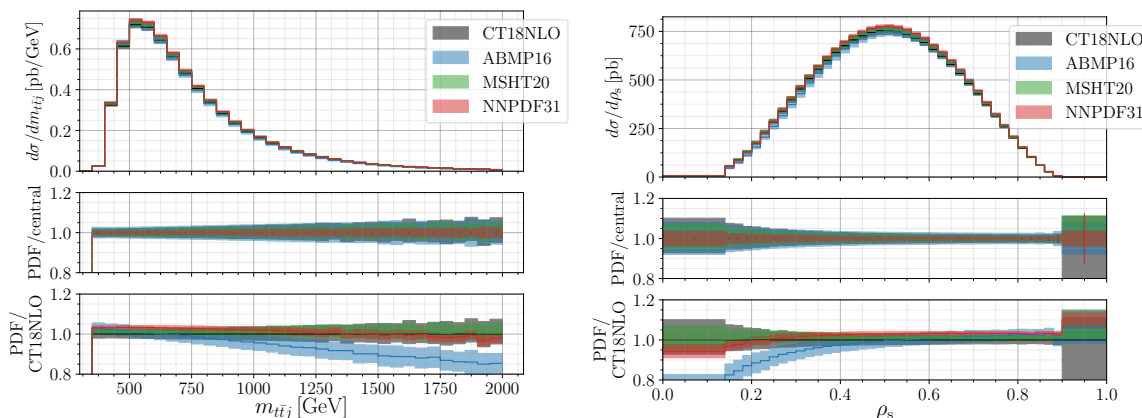 dσ/dm_{tt̄j} [pb/GeV]
0.6
0.4
0.2
0.0
CT18NLO
ABMP16
MSHT20
NNPDF31
PDF/central
1.2
1.0
0.8
PDF/
CT18NLO
1.2
1.0
0.8
500 750 1000 1250 1500 1750 2000
m_{tt̄j} [GeV]
dσ/dρ_s [pb]
750
500
250
0
CT18NLO
ABMP16
MSHT20
NNPDF31
PDF/central
1.2
1.0
0.8
PDF/
CT18NLO
1.2
1.0
0.8
0.0 0.2 0.4 0.6 0.8 1.0
ρ_s